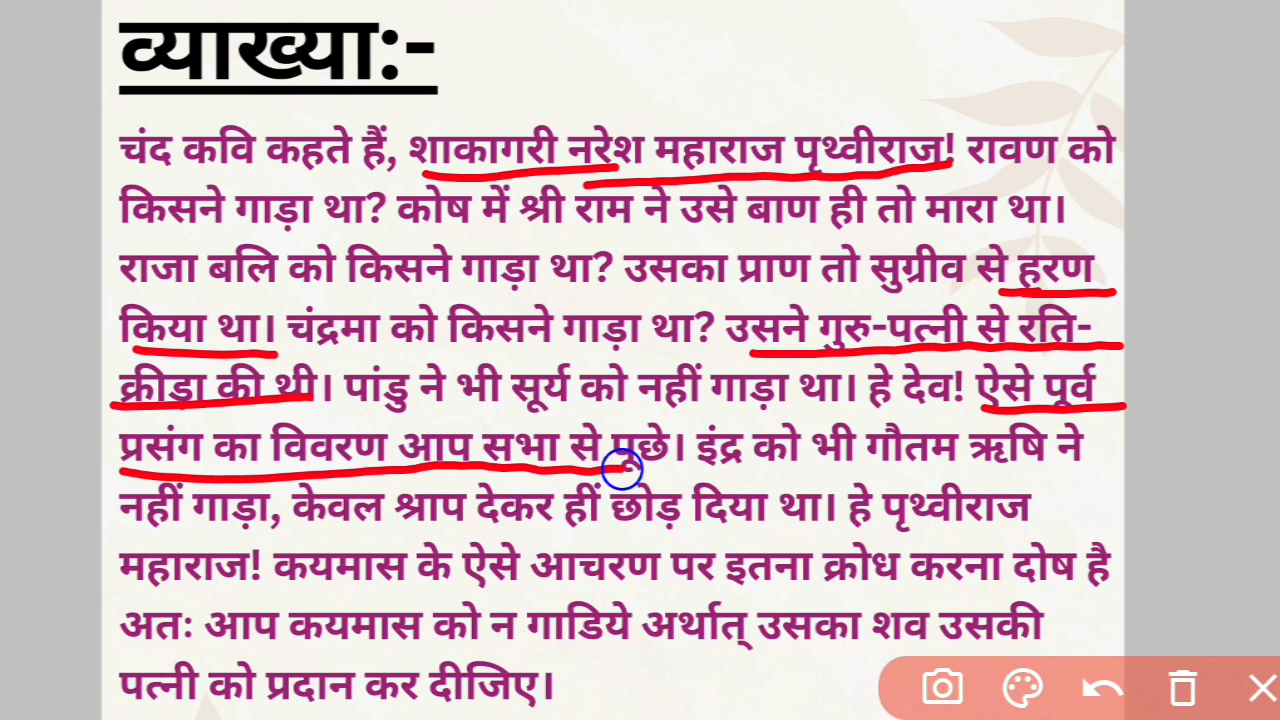 व्याख्या:-
चंद कवि कहते हैं, शाकागरी नरेश महाराज पृथ्वीराज! रावण को
किसने गाड़ा था? कोष में श्री राम ने उसे बाण ही तो मारा था।
राजा बलि को किसने गाड़ा था? उसका प्राण तो सुग्रीव से हरण
किया था। चंद्रमा को किसने गाड़ा था? उसने गुरु-पत्नी से रति-
क्रीड़ा की थी। पांडु ने भी सूर्य को नहीं गाड़ा था। हे देव! ऐसे पूर्व
प्रसंग का विवरण आप सभा से पूछे। इंद्र को भी गौतम ऋषि ने
नहीं गाड़ा, केवल श्राप देकर हीं छोड़ दिया था। हे पृथ्वीराज
महाराज! कयमास के ऐसे आचरण पर इतना क्रोध करना दोष है
अतः आप कयमास को न गाडिये अर्थात् उसका शव उसकी
पत्नी को प्रदान कर दीजिए।